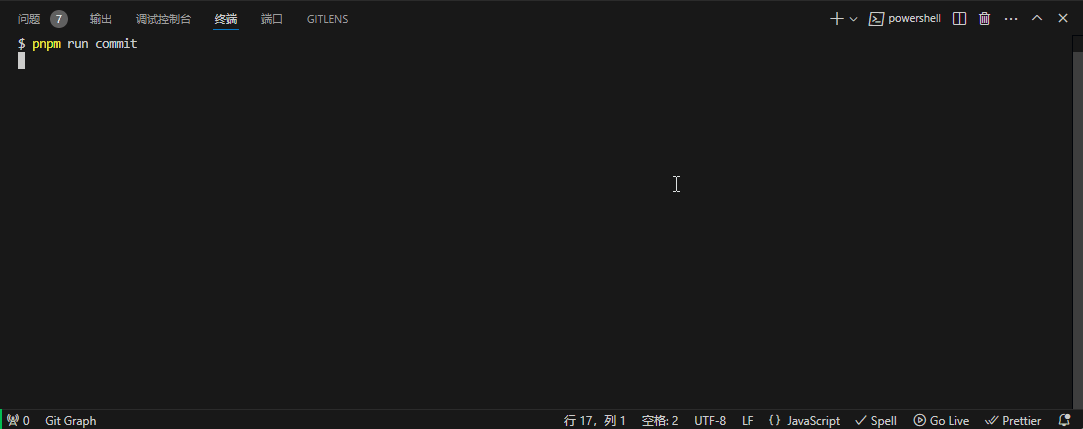 问题 7 输出 调试控制台 终端 端口 GITLENS powershell
$ pnpm run commit
0 Git Graph 行 17，列 1 空格: 2 UTF-8 LF {} JavaScript Spell Go Live Prettier